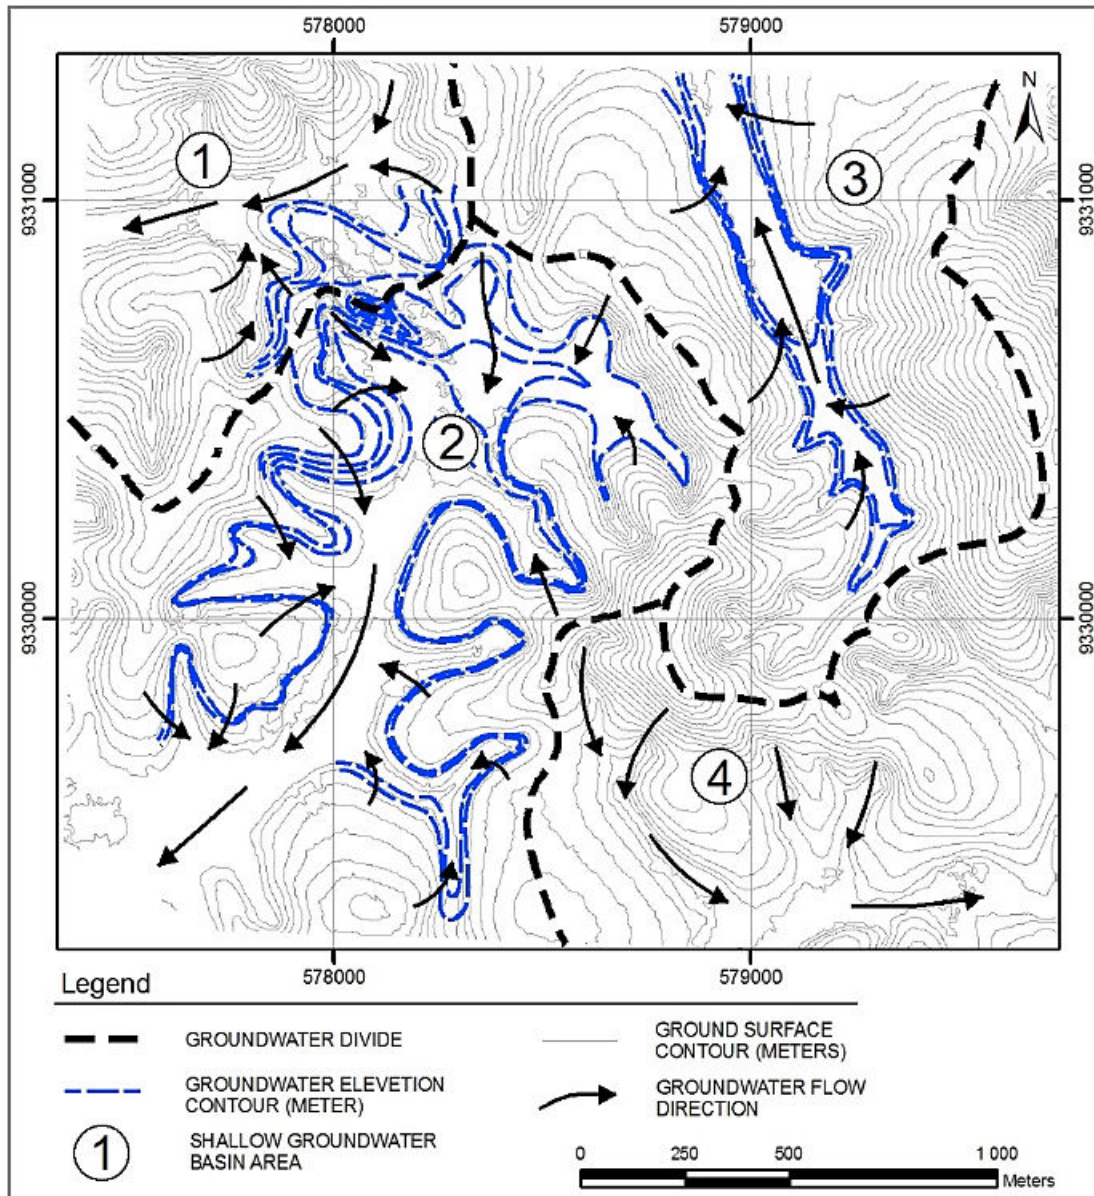 578000 579000
N
1
3
9331000 9331000
2
9330000 9330000
4
578000 579000
Legend
GROUNDWATER DIVIDE
GROUND SURFACE
CONTOUR (METERS)
GROUNDWATER ELEVETION
CONTOUR (METER)
GROUNDWATER FLOW
DIRECTION
1
SHALLOW GROUNDWATER
BASIN AREA
0 250 500 1 000
Meters